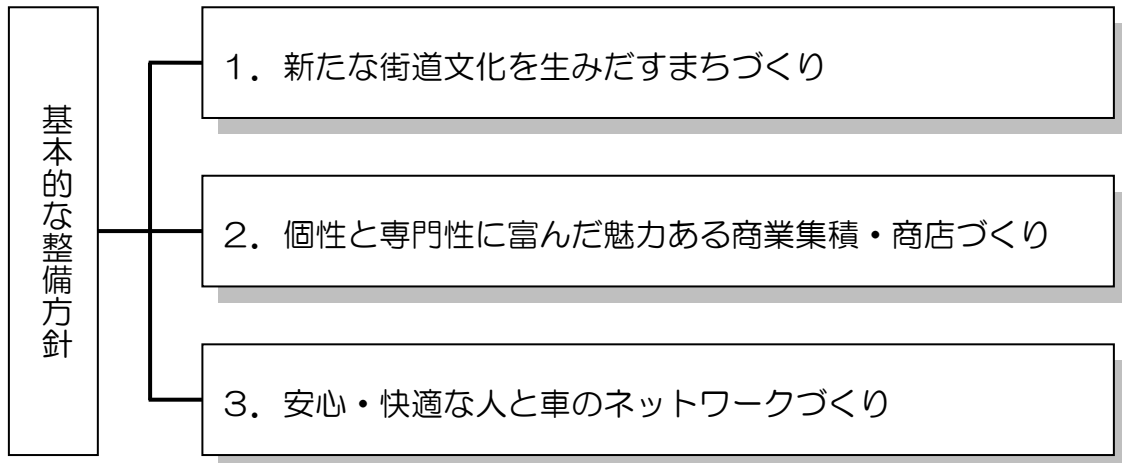 基本的な整備方針
１．新たな街道文化を生みだすまちづくり
２．個性と専門性に富んだ魅力ある商業集積・商店づくり
３．安心・快適な人と車のネットワークづくり